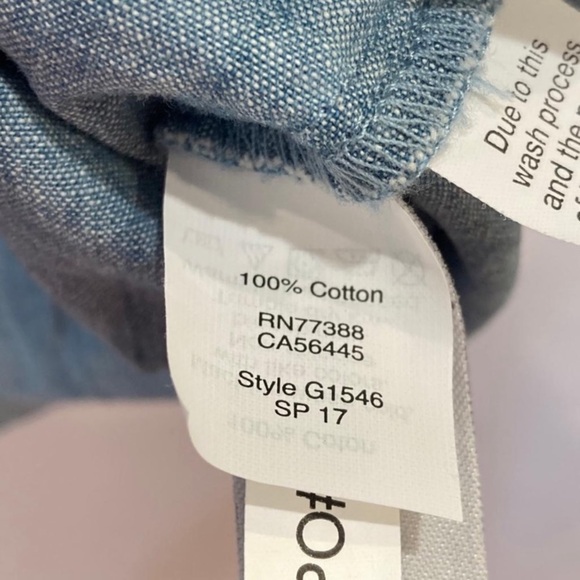 100% Cotton
RN77388
CA56445
Style G1546
SP 17
Due to this
wash process
and the
#O